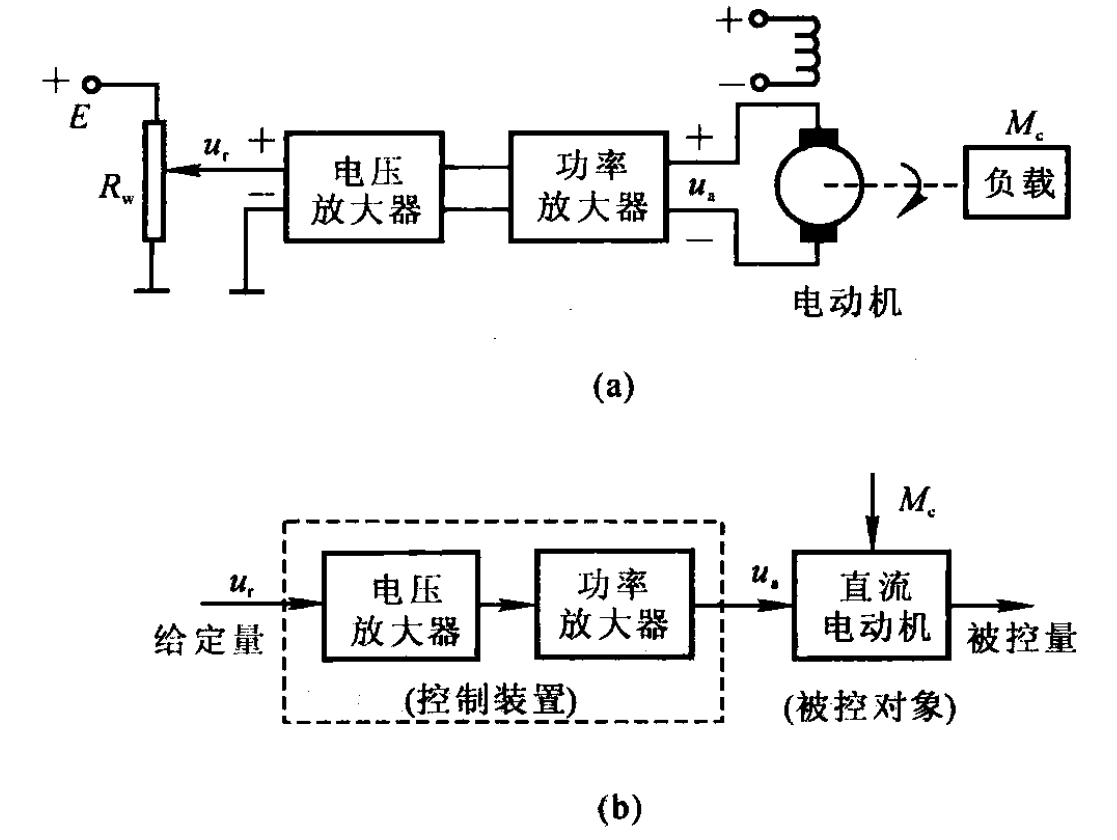 +
−
+
E
R_w
u_r
+
−
电压
放大器
功率
放大器
+
u_a
−
电动机
M_c
负载
(a)
u_r
给定量
电压
放大器
功率
放大器
(控制装置)
u_a
M_c
直流
电动机
(被控对象)
被控量
(b)